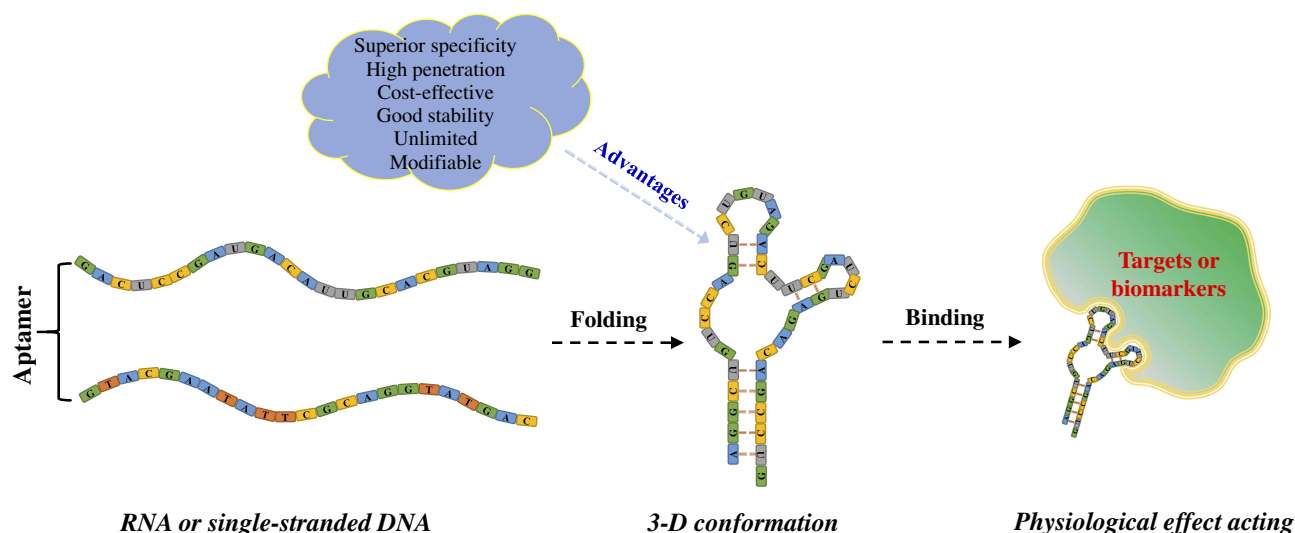 Superior specificity
High penetration
Cost-effective
Good stability
Unlimited
Modifiable
Advantages
Aptamer
G A C U C C G A U G A C A U U G C A C G U A G G
G T A C G A A T A T T C G C A G G T A T G A C
Folding
Binding
Targets or
biomarkers
RNA or single-stranded DNA
3-D conformation
Physiological effect acting